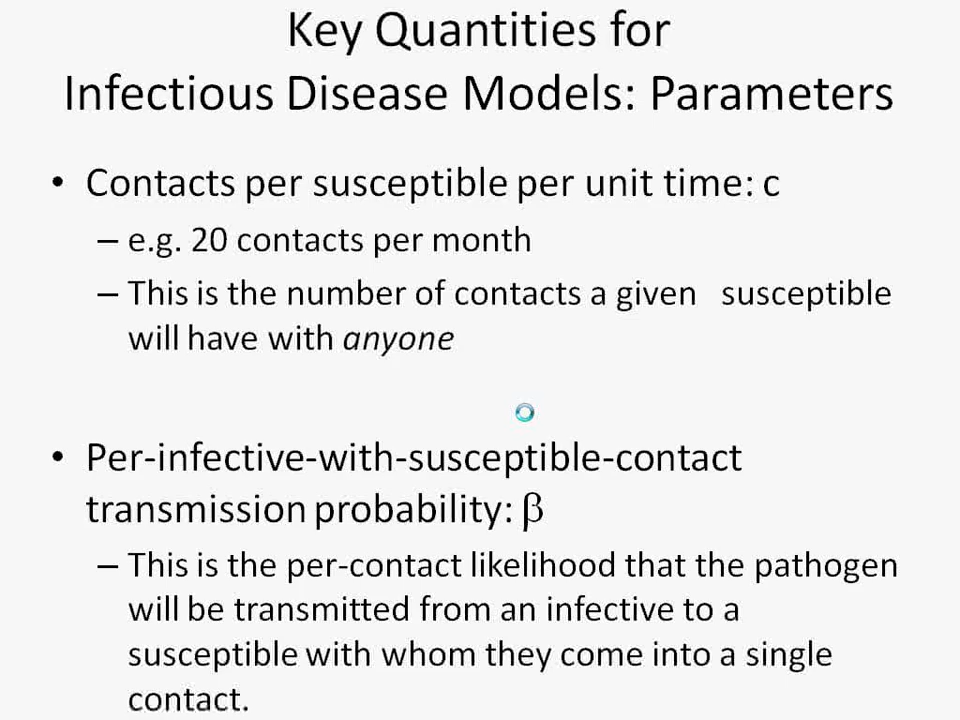 Key Quantities for
Infectious Disease Models: Parameters
• Contacts per susceptible per unit time: c
– e.g. 20 contacts per month
– This is the number of contacts a given susceptible
will have with anyone
• Per-infective-with-susceptible-contact
transmission probability: β
– This is the per-contact likelihood that the pathogen
will be transmitted from an infective to a
susceptible with whom they come into a single
contact.